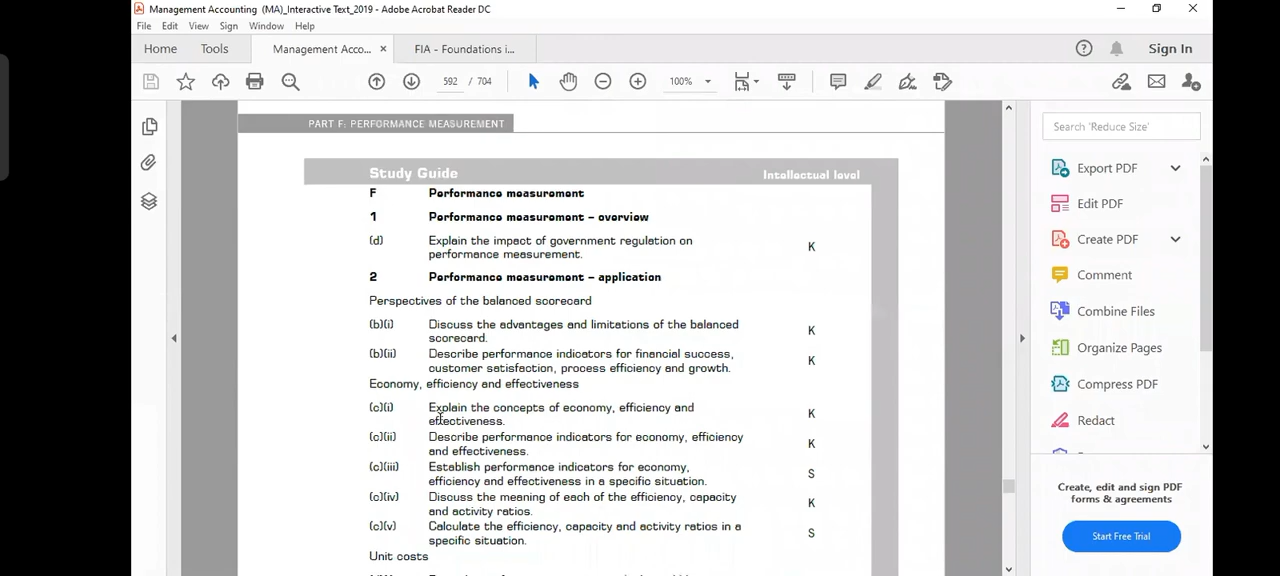 Management Accounting (MA)_Interactive Text_2019 - Adobe Acrobat Reader DC
File Edit View Sign Window Help
Home Tools Management Acco... × FIA - Foundations i... Sign In
592 / 704 100%
PART F: PERFORMANCE MEASUREMENT
Study Guide Intellectual level
F Performance measurement
1 Performance measurement – overview
(d) Explain the impact of government regulation on
performance measurement. K
2 Performance measurement – application
Perspectives of the balanced scorecard
(b)(i) Discuss the advantages and limitations of the balanced
scorecard. K
(b)(ii) Describe performance indicators for financial success,
customer satisfaction, process efficiency and growth. K
Economy, efficiency and effectiveness
(c)(i) Explain the concepts of economy, efficiency and
effectiveness. K
(c)(ii) Describe performance indicators for economy, efficiency
and effectiveness. K
(c)(iii) Establish performance indicators for economy,
efficiency and effectiveness in a specific situation. S
(c)(iv) Discuss the meaning of each of the efficiency, capacity
and activity ratios. K
(c)(v) Calculate the efficiency, capacity and activity ratios in a
specific situation. S
Unit costs
Search 'Reduce Size'
Export PDF
Edit PDF
Create PDF
Comment
Combine Files
Organize Pages
Compress PDF
Redact
Create, edit and sign PDF
forms & agreements
Start Free Trial